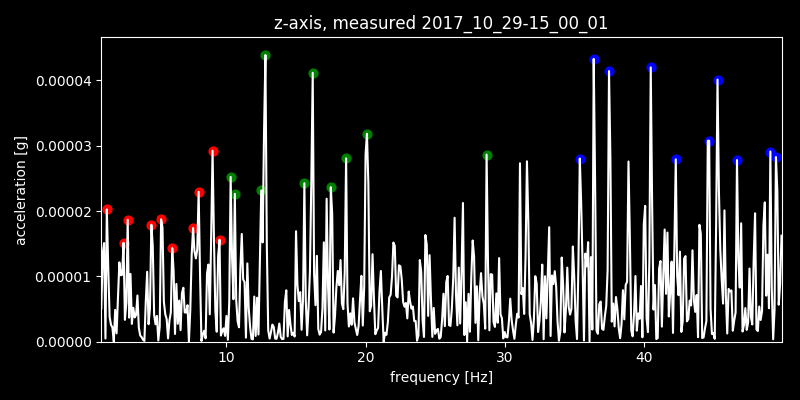 z-axis, measured 2017_10_29-15_00_01
0.00004
0.00003
0.00002
0.00001
0.00000
acceleration [g]
10 20 30 40
frequency [Hz]